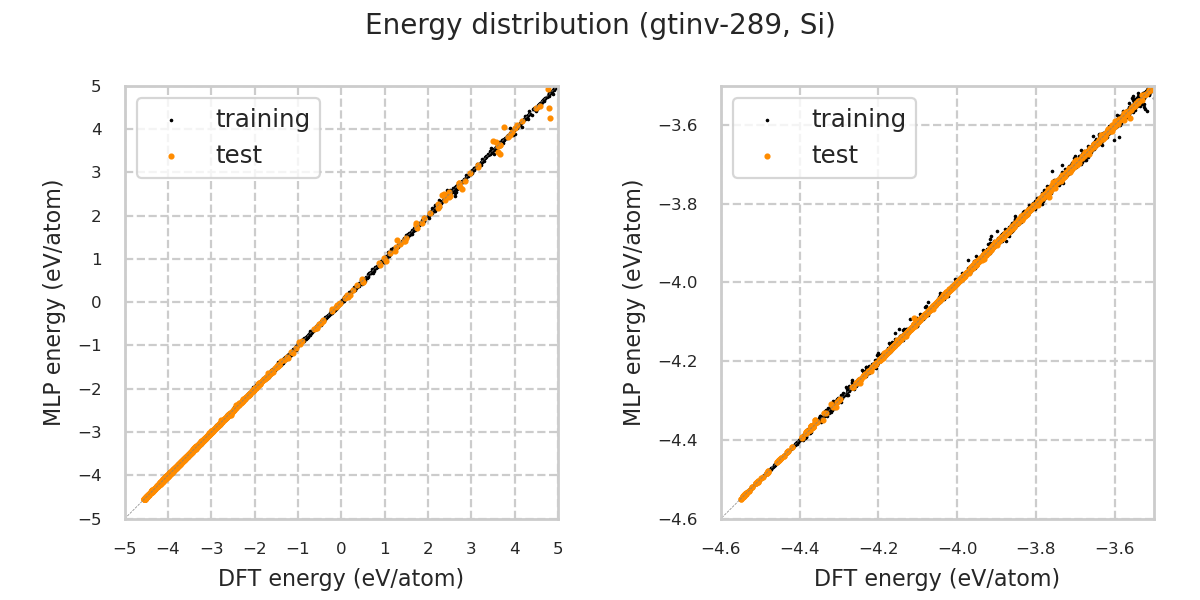 Energy distribution (gtinv-289, Si)
MLP energy (eV/atom)
5
4
3
2
1
0
−1
−2
−3
−4
−5
training
test
−5 −4 −3 −2 −1 0 1 2 3 4 5
DFT energy (eV/atom)
MLP energy (eV/atom)
−3.6
−3.8
−4.0
−4.2
−4.4
−4.6
training
test
−4.6 −4.4 −4.2 −4.0 −3.8 −3.6
DFT energy (eV/atom)